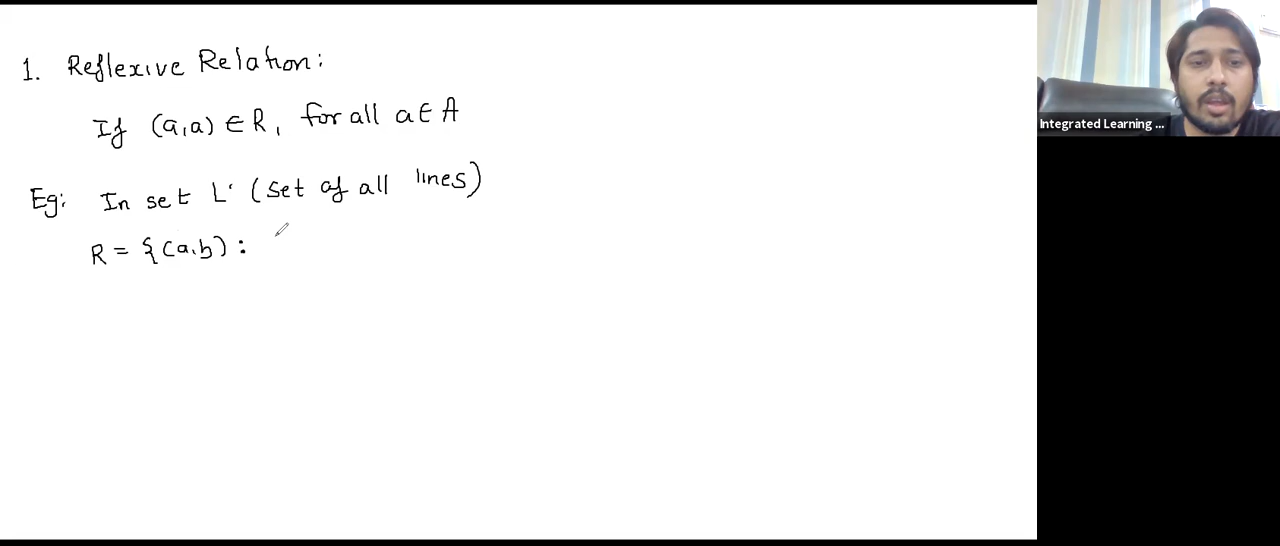 1. Reflexive Relation:
If (a,a) ∈ R, for all a ∈ A
Eg: In set L' (set of all lines)
R = {(a,b) :
Integrated Learning ...